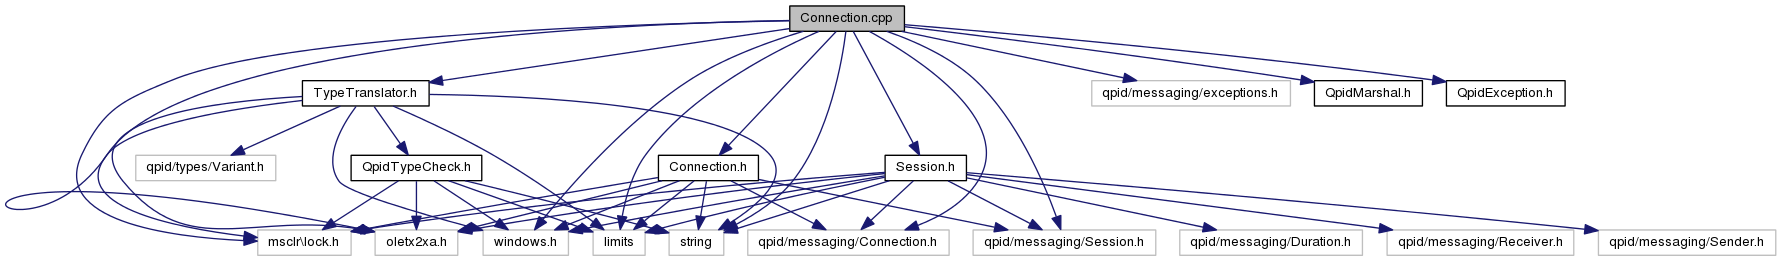 Connection.cpp
TypeTranslator.h
qpid/messaging/exceptions.h
QpidMarshal.h
QpidException.h
qpid/types/Variant.h
QpidTypeCheck.h
Connection.h
Session.h
msclr\lock.h
oletx2xa.h
windows.h
limits
string
qpid/messaging/Connection.h
qpid/messaging/Session.h
qpid/messaging/Duration.h
qpid/messaging/Receiver.h
qpid/messaging/Sender.h